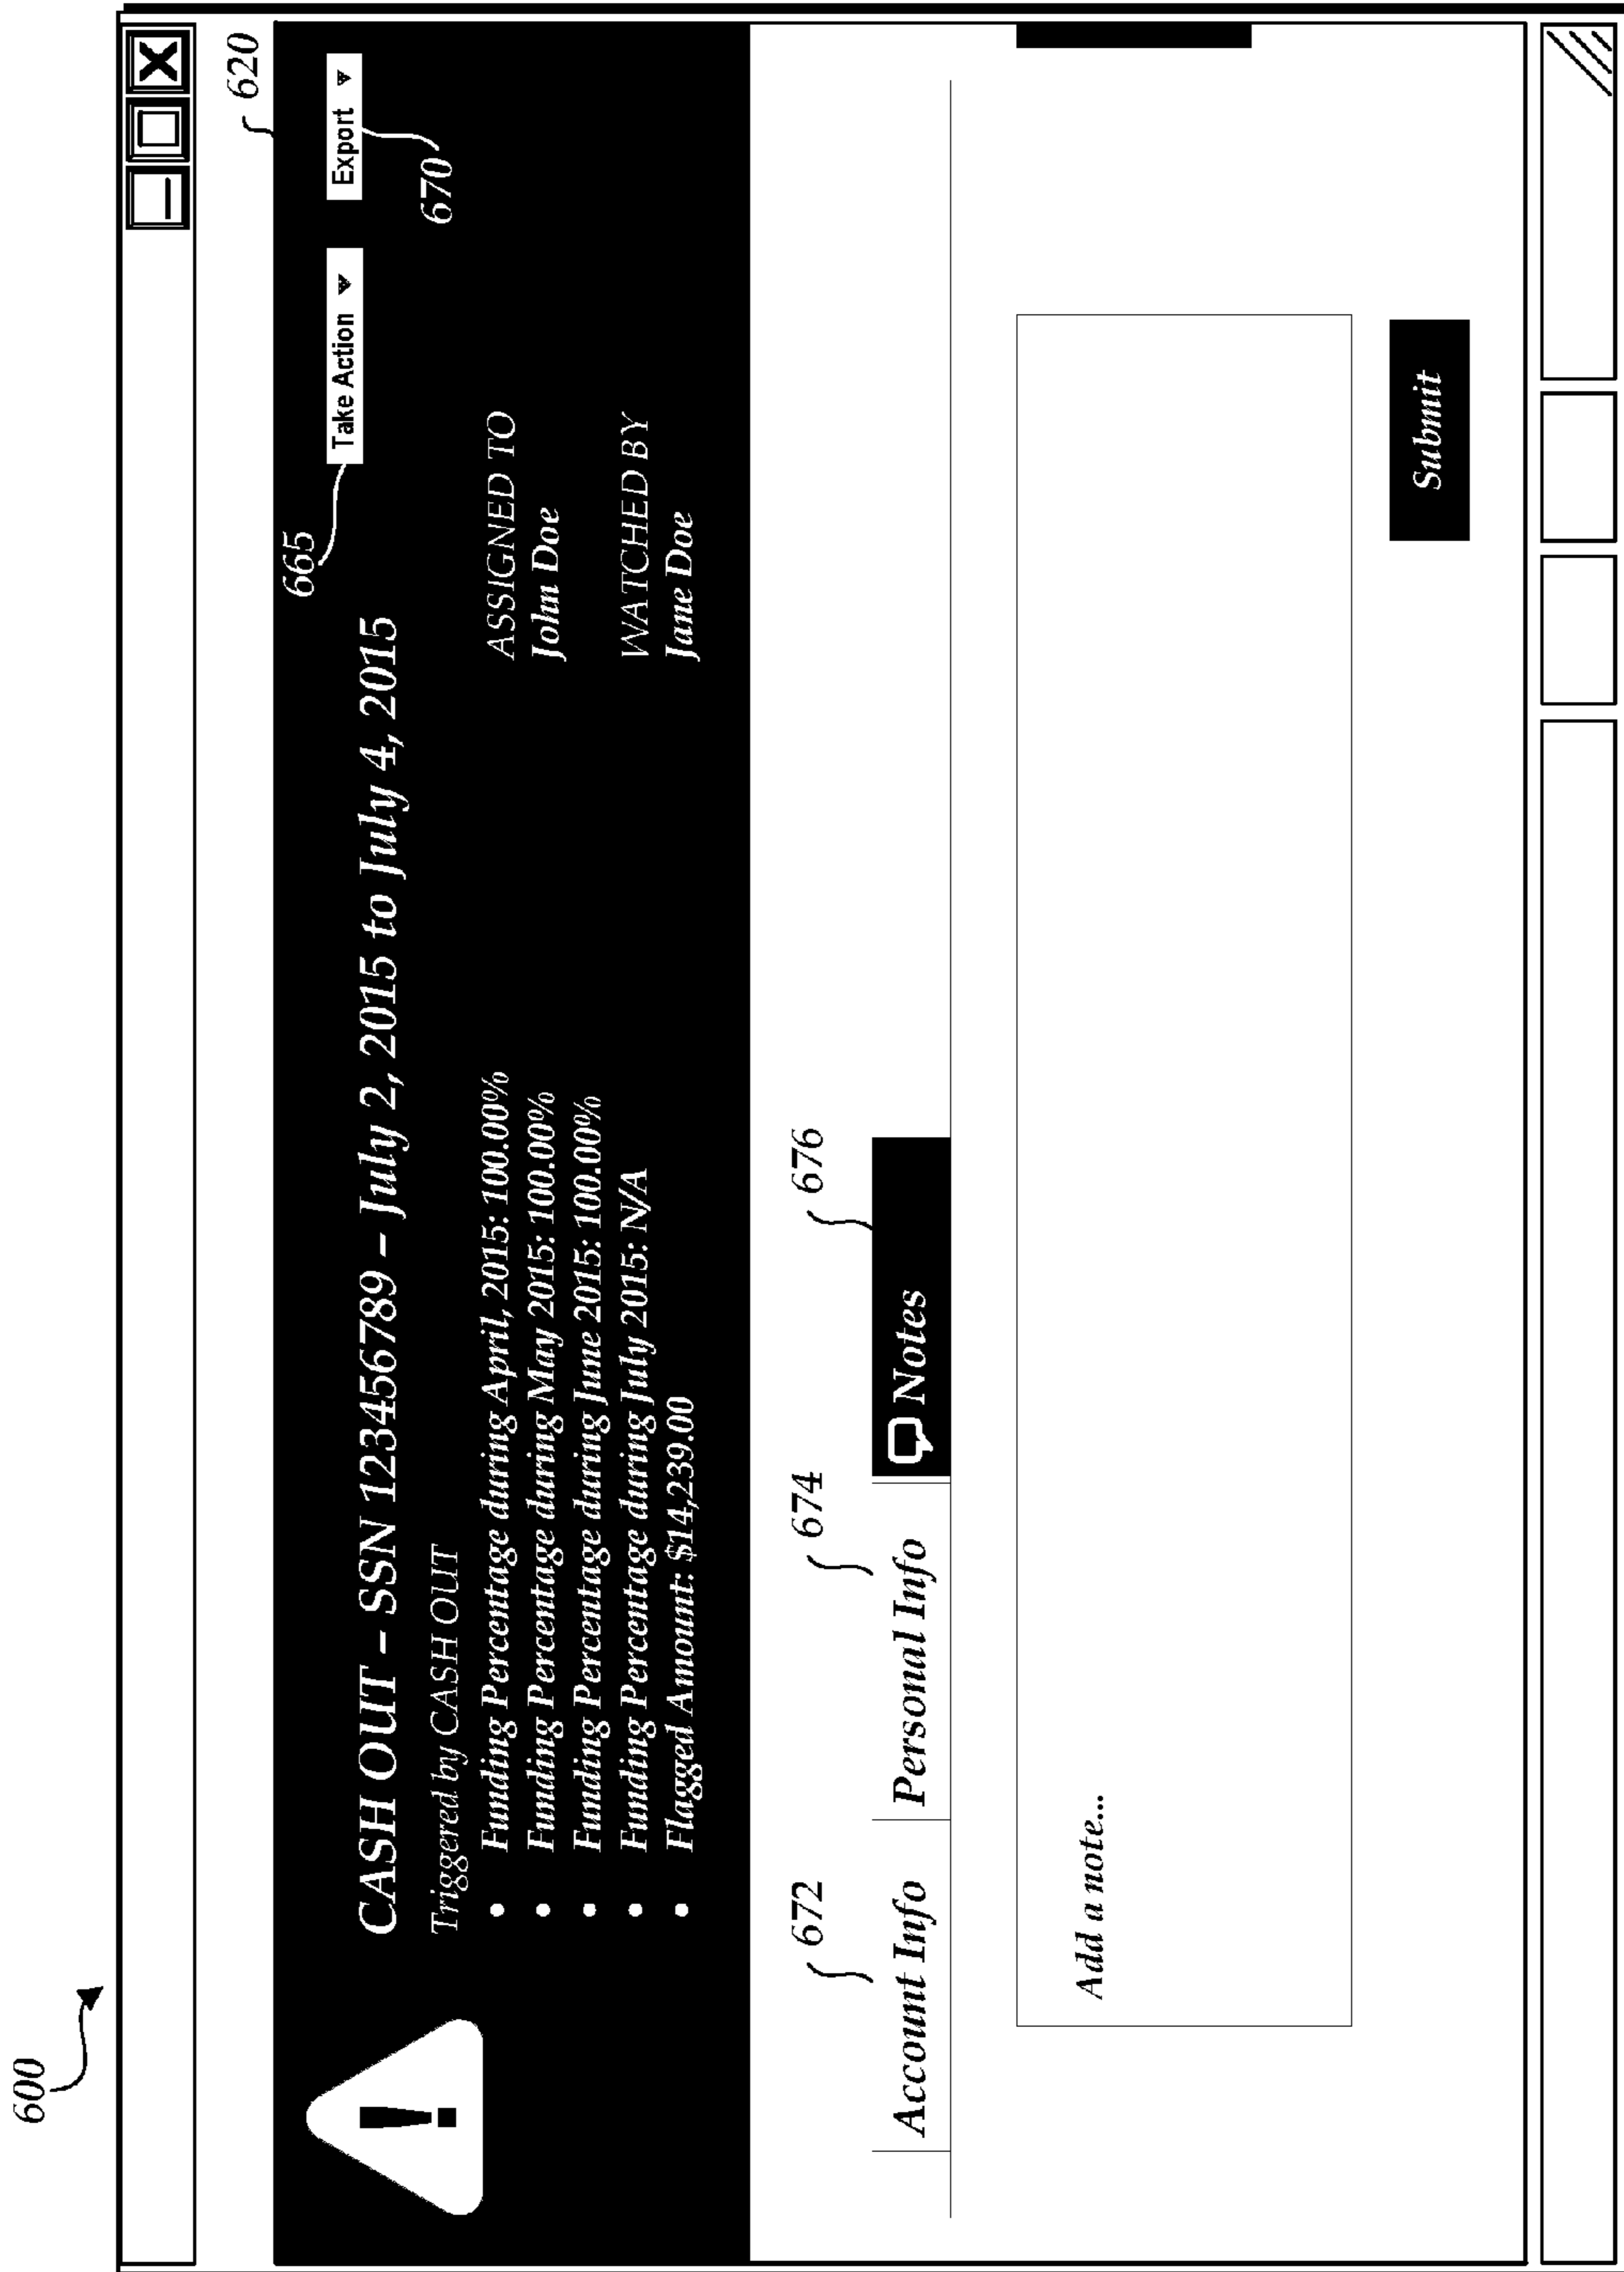 600
620
665
Take Action
Export
670
CASH OUT – SSN 123456789 – July 2, 2015 to July 4, 2015
Triggered by CASH OUT
• Funding Percentage during April, 2015: 100.00%
• Funding Percentage during May 2015: 100.00%
• Funding Percentage during June 2015: 100.00%
• Funding Percentage during July 2015: N/A
• Flagged Amount: $14,239.00
ASSIGNED TO
John Doe
WATCHED BY
Jane Doe
672
674
676
Account Info
Personal Info
Notes
Add a note...
Submit